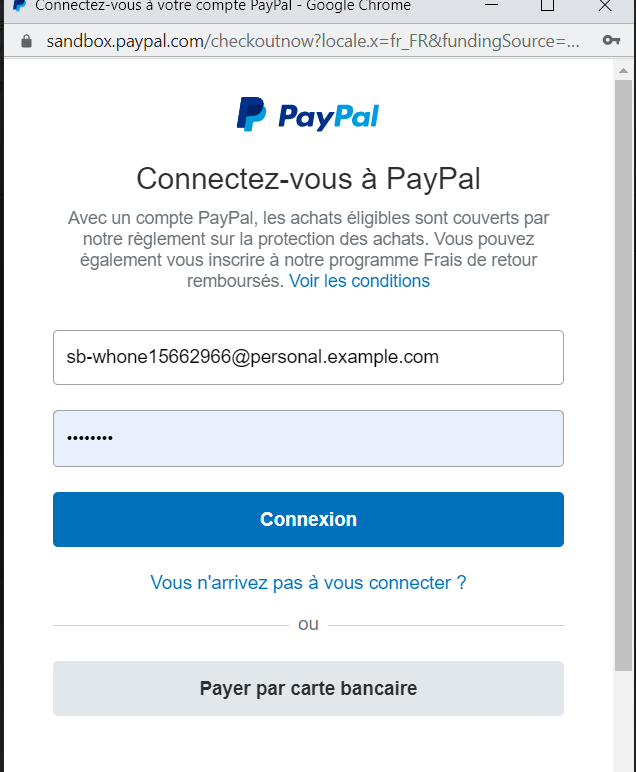 Connectez-vous à votre compte PayPal - Google Chrome
sandbox.paypal.com/checkoutnow?locale.x=fr_FR&fundingSource=...
PayPal
Connectez-vous à PayPal
Avec un compte PayPal, les achats éligibles sont couverts par
notre règlement sur la protection des achats. Vous pouvez
également vous inscrire à notre programme Frais de retour
remboursés. Voir les conditions
sb-whone15662966@personal.example.com
••••••••
Connexion
Vous n'arrivez pas à vous connecter ?
ou
Payer par carte bancaire